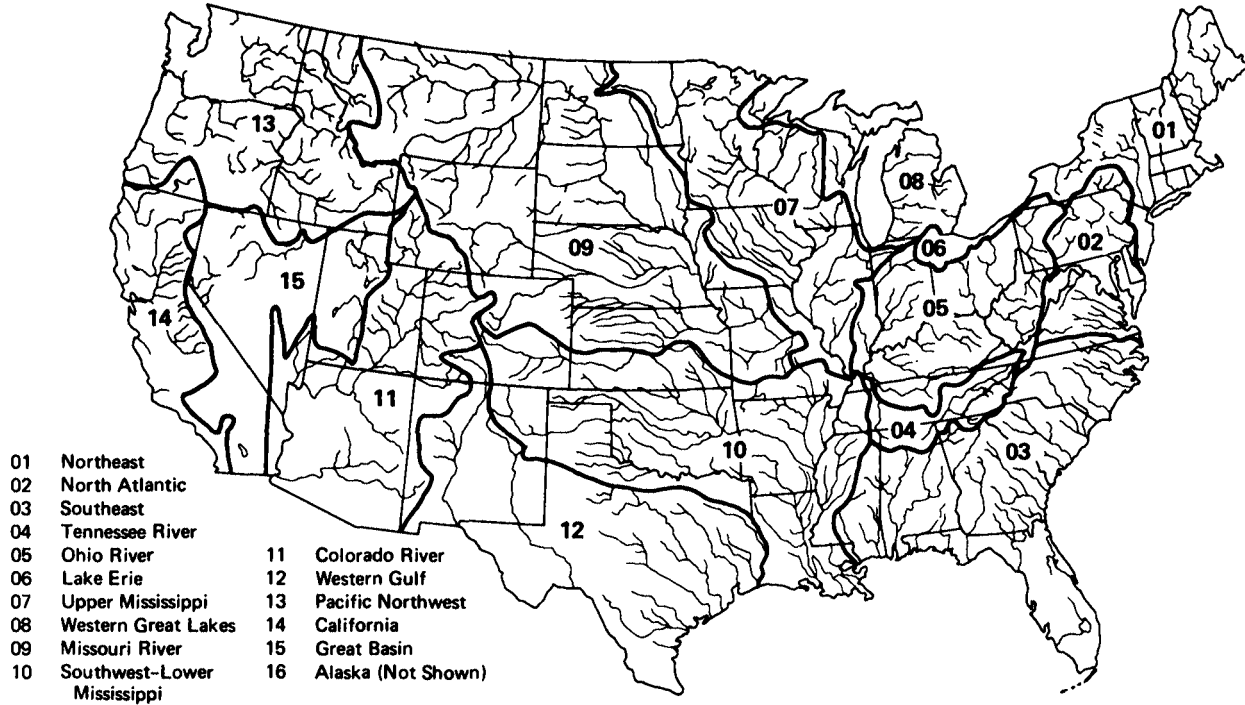 13
01
08
07
09
06
02
15
05
14
11
04
10
03
12
01 Northeast
02 North Atlantic
03 Southeast
04 Tennessee River
05 Ohio River
06 Lake Erie
07 Upper Mississippi
08 Western Great Lakes
09 Missouri River
10 Southwest-Lower
Mississippi
11 Colorado River
12 Western Gulf
13 Pacific Northwest
14 California
15 Great Basin
16 Alaska (Not Shown)